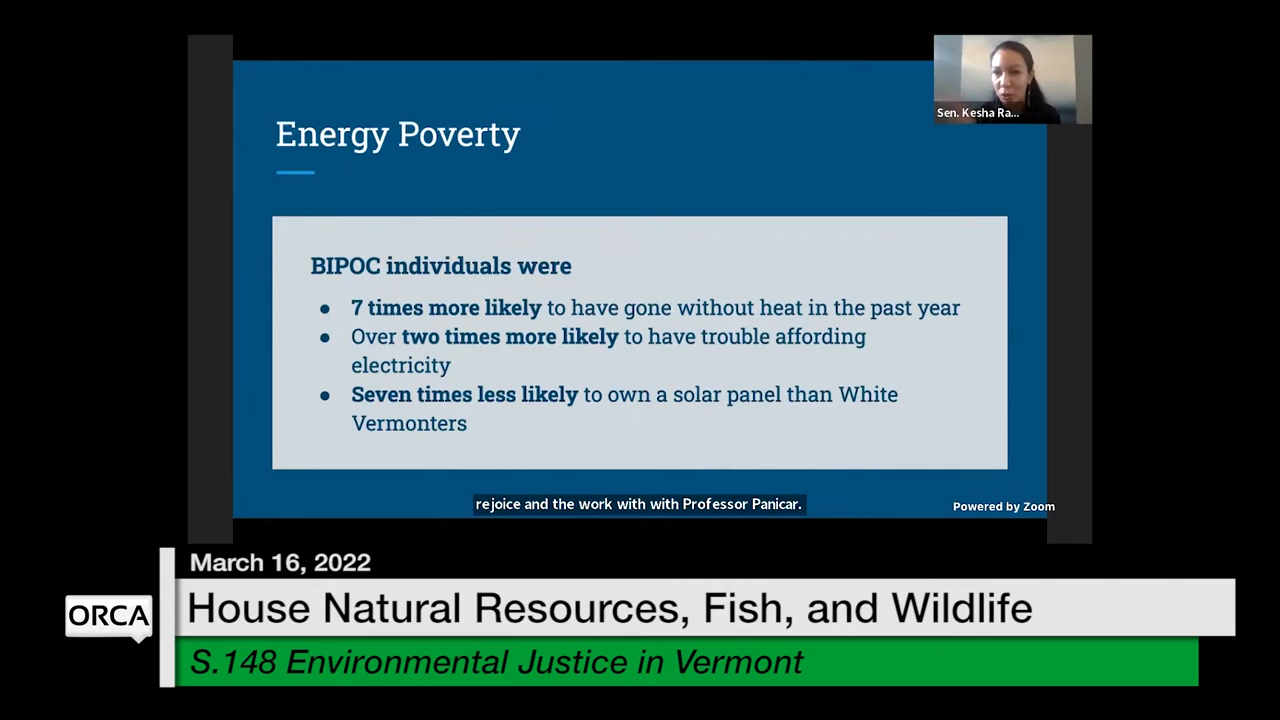 Sen. Kesha Ra...
Energy Poverty
BIPOC individuals were
● 7 times more likely to have gone without heat in the past year
● Over two times more likely to have trouble affording
electricity
● Seven times less likely to own a solar panel than White
Vermonters
rejoice and the work with with Professor Panicar.
Powered by Zoom
March 16, 2022
ORCA
House Natural Resources, Fish, and Wildlife
S.148 Environmental Justice in Vermont